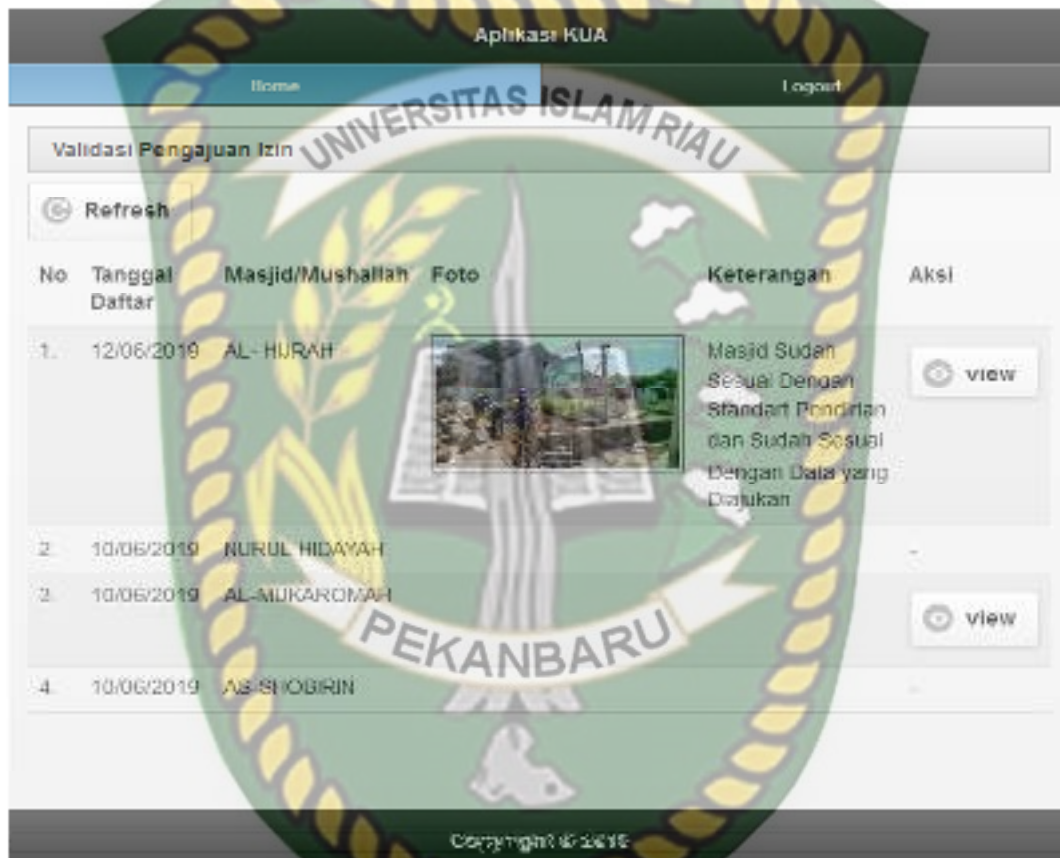 Aplikasi KUA
Home Logout
UNIVERSITAS ISLAM RIAU
Validasi Pengajuan Izin
Refresh
No Tanggal Daftar Masjid/Mushallah Foto Keterangan Aksi
1. 12/06/2019 AL- HIJRAH Masjid Sudah view
Sesuai Dengan
Standart Pendirian
dan Sudah Sesuai
Dengan Data yang
Diajukan
2. 10/06/2019 NURUL HIDAYAH -
10/06/2019 AL-MUKAROMAH view
PEKANBARU
4. 10/06/2019 AS-SHOBIRIN -
Copyright ©